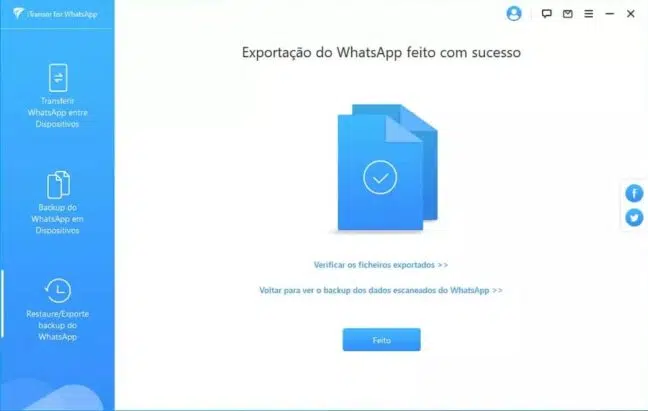 iTransor for WhatsApp
Exportação do WhatsApp feito com sucesso
Transferir
WhatsApp entre
Dispositivos
Backup do
WhatsApp em
Dispositivos
Restaure/Exporte
backup do
WhatsApp
Verificar os ficheiros exportados >>
Voltar para ver o backup dos dados escaneados do WhatsApp >>
Feito